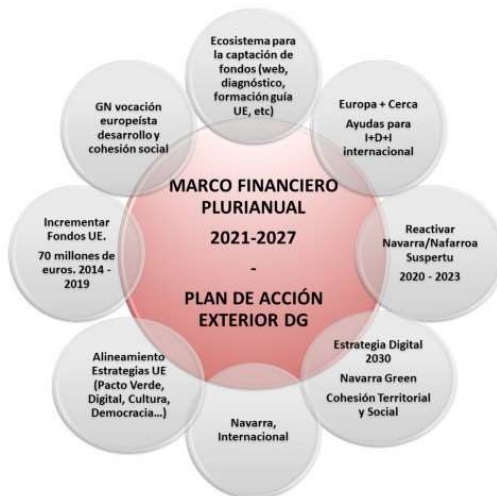 Ecosistema para
la captación de
fondos (web,
diagnóstico,
formación guía
UE, etc)
Europa + Cerca
Ayudas para
I+D+I
internacional
Reactivar
Navarra/Nafarroa
Suspertu
2020 - 2023
Estrategia Digital
2030
Navarra Green
Cohesión Territorial
y Social
Navarra,
Internacional
Alineamiento
Estrategias UE
(Pacto Verde,
Digital, Cultura,
Democracia...)
Incrementar
Fondos UE.
70 millones de
euros. 2014 -
2019
GN vocación
europeísta
desarrollo y
cohesión social
MARCO FINANCIERO
PLURIANUAL
2021-2027
-
PLAN DE ACCIÓN
EXTERIOR DG